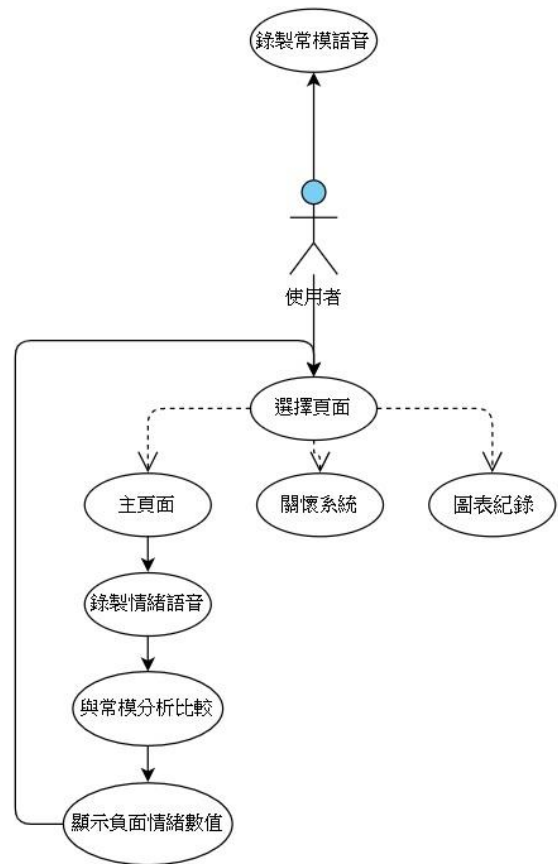 錄製常模語音
使用者
選擇頁面
主頁面
關懷系統
圖表紀錄
錄製情緒語音
與常模分析比較
顯示負面情緒數值